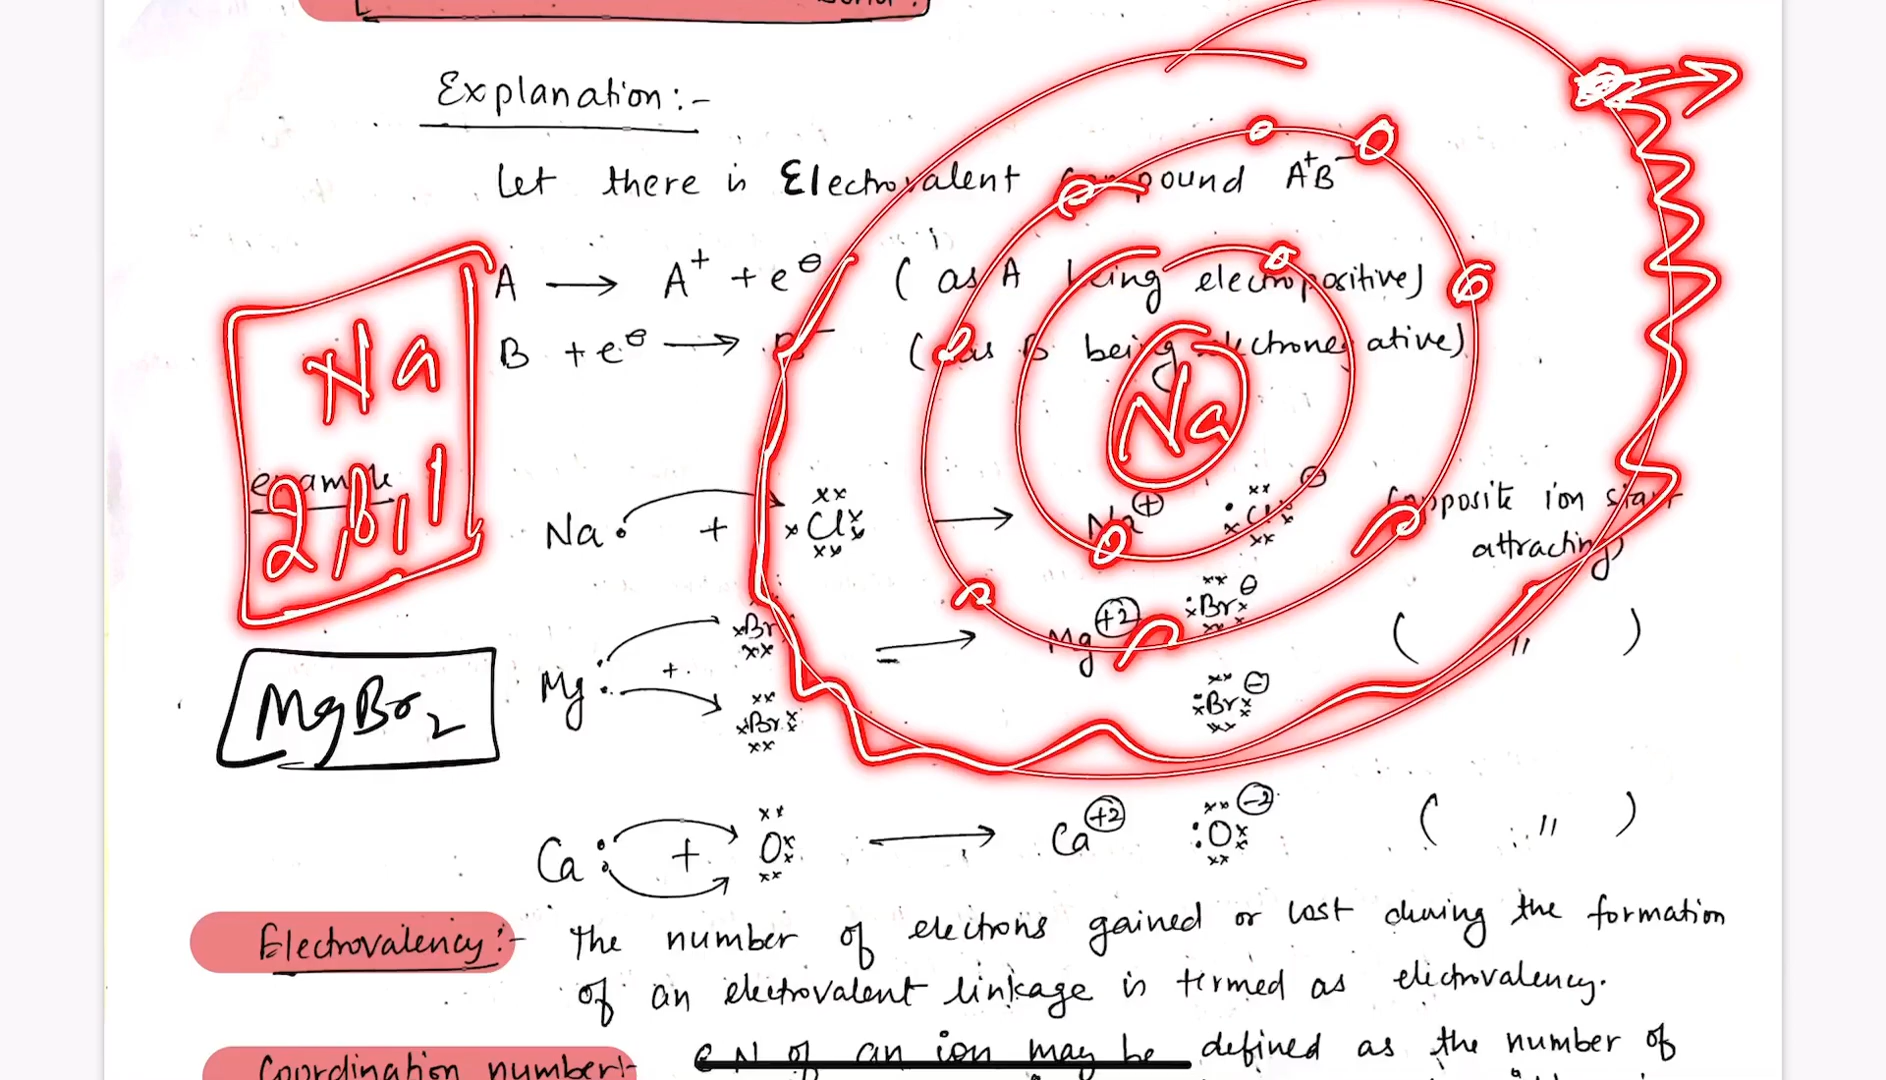 Explanation:-
Let there is Electrovalent compound A⁺B⁻
A → A⁺ + e⊖ ( as A being electropositive)
B + e⊖ → B⁻ ( as B being electronegative)
Na
2,8,1
Na
example
Na + Cl → Na⊕ Cl⊖ Opposite ion start
attracting)
Mg + Br Br → Mg+2 Br⊖ Br⊖ ( " )
MgBr₂
Ca + O → Ca+2 O-2 ( " )
Electrovalency:- The number of electrons gained or lost during the formation
of an electrovalent linkage is termed as electrovalency.
Coordination number:- C N of an ion may be defined as the number of